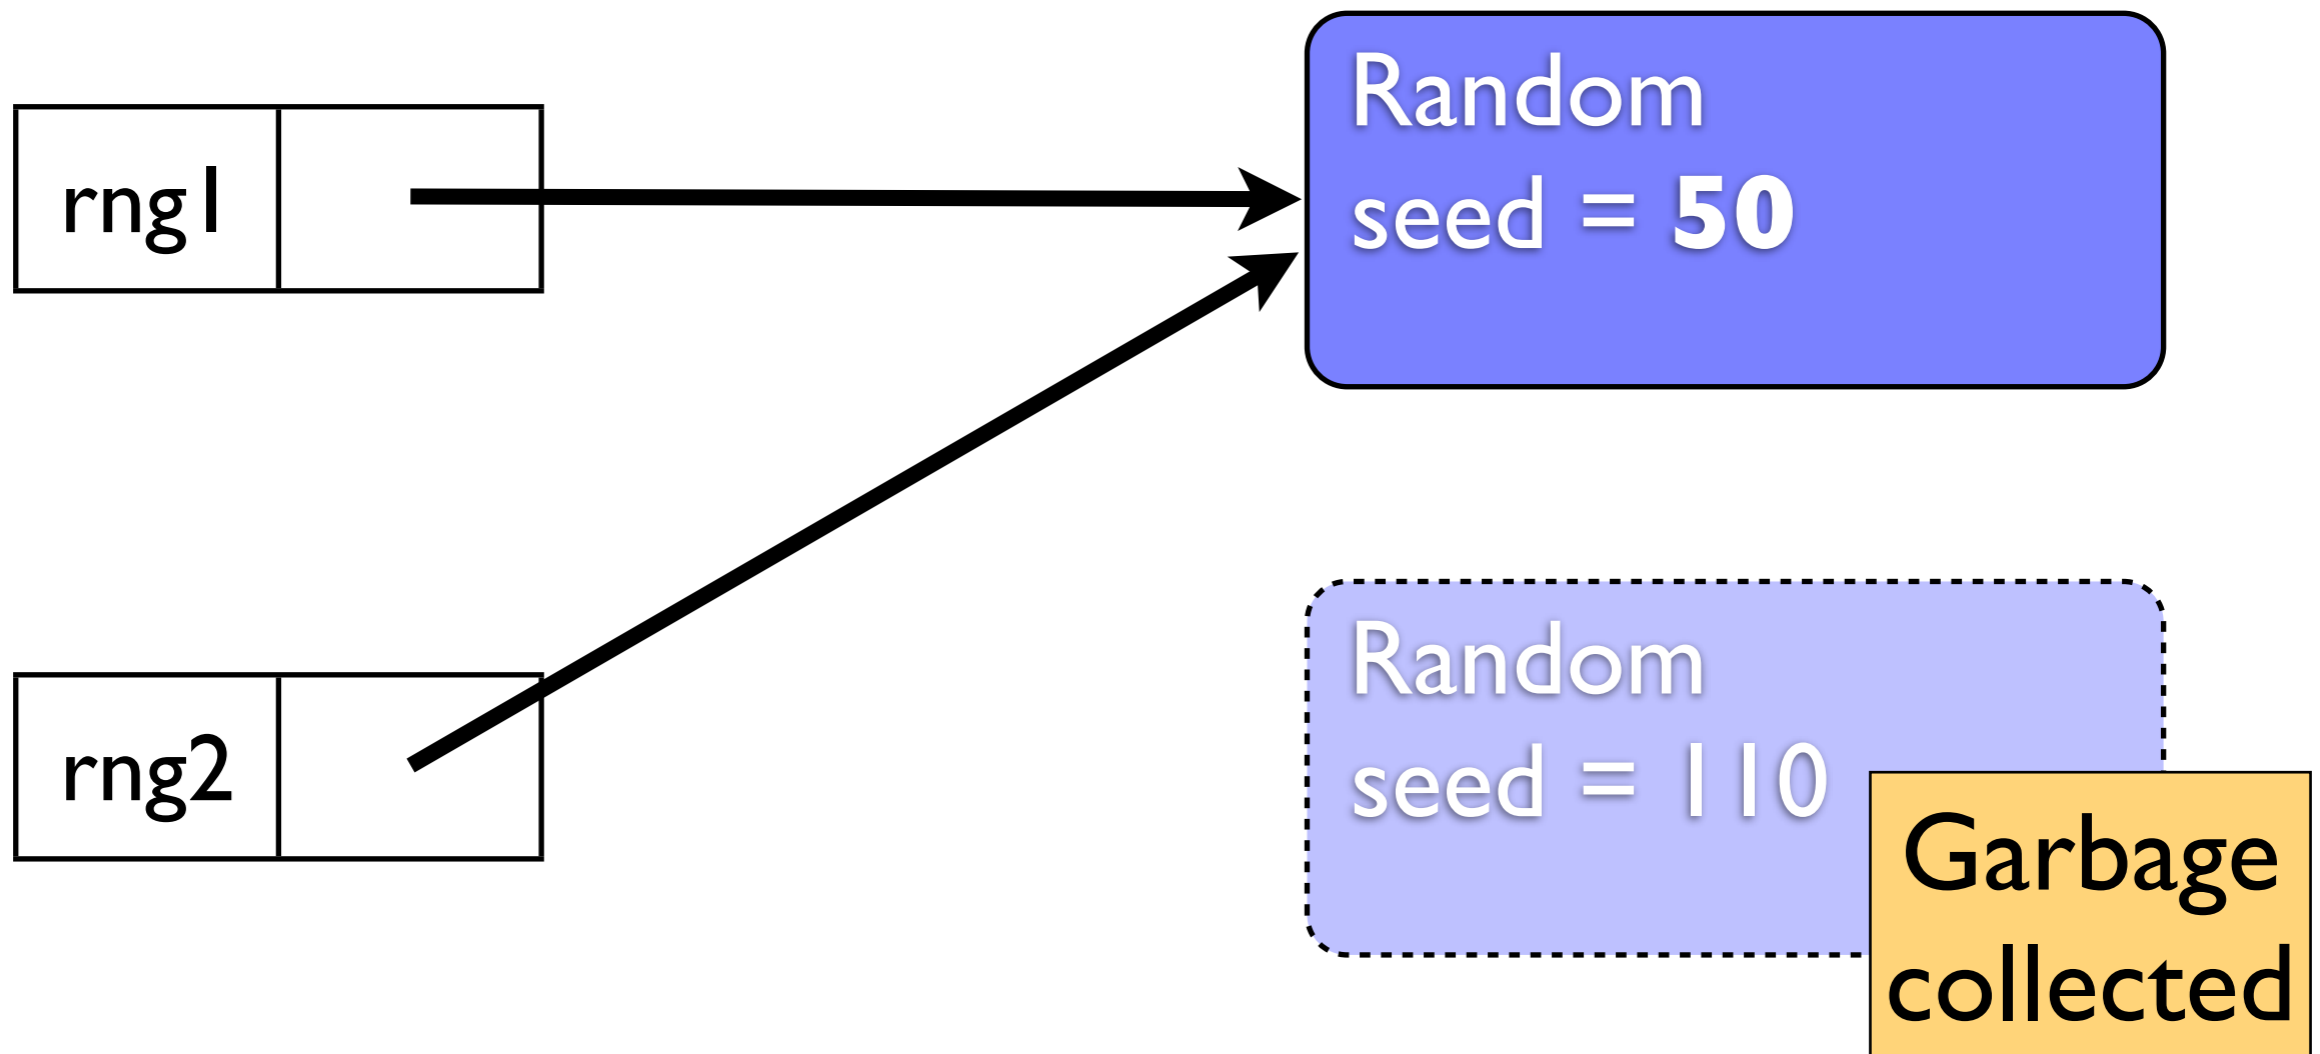 rng1
Random
seed = 50
rng2
Random
seed = 110
Garbage
collected